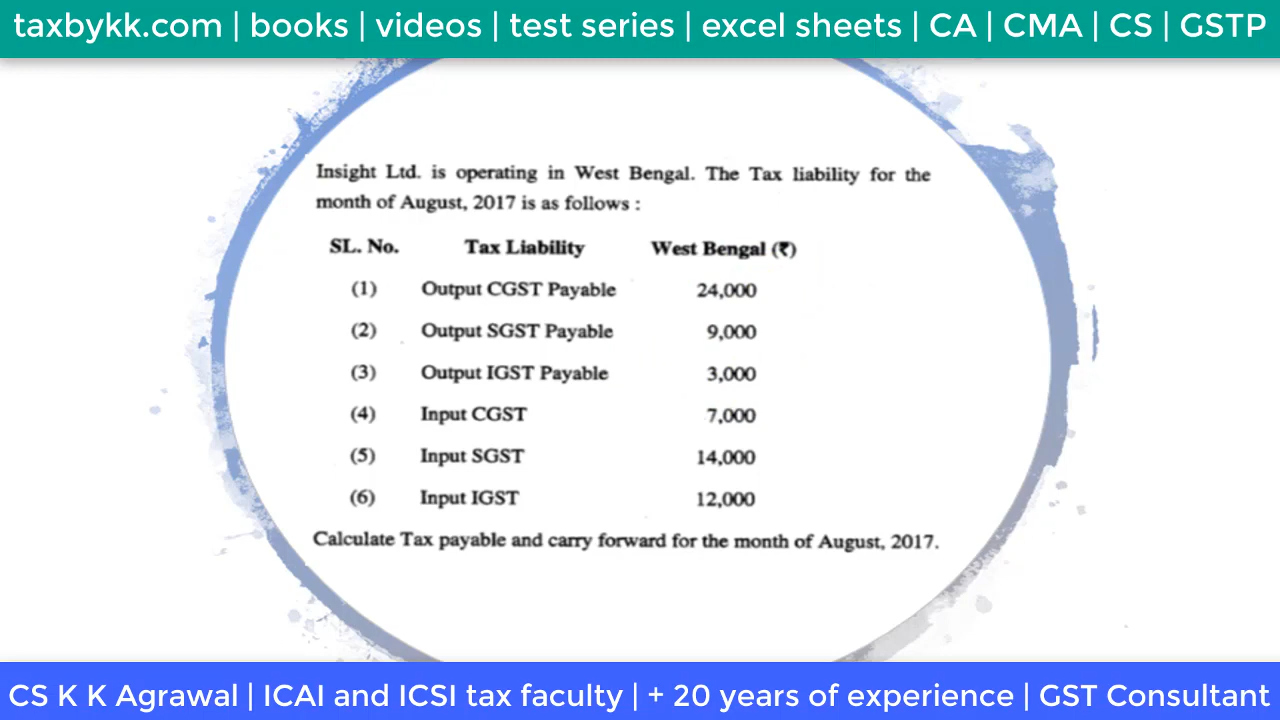 taxbykk.com | books | videos | test series | excel sheets | CA | CMA | CS | GSTP
Insight Ltd. is operating in West Bengal. The Tax liability for the
month of August, 2017 is as follows :
SL. No. Tax Liability West Bengal (₹)
(1) Output CGST Payable 24,000
(2) Output SGST Payable 9,000
(3) Output IGST Payable 3,000
(4) Input CGST 7,000
(5) Input SGST 14,000
(6) Input IGST 12,000
Calculate Tax payable and carry forward for the month of August, 2017.
CS K K Agrawal | ICAI and ICSI tax faculty | + 20 years of experience | GST Consultant